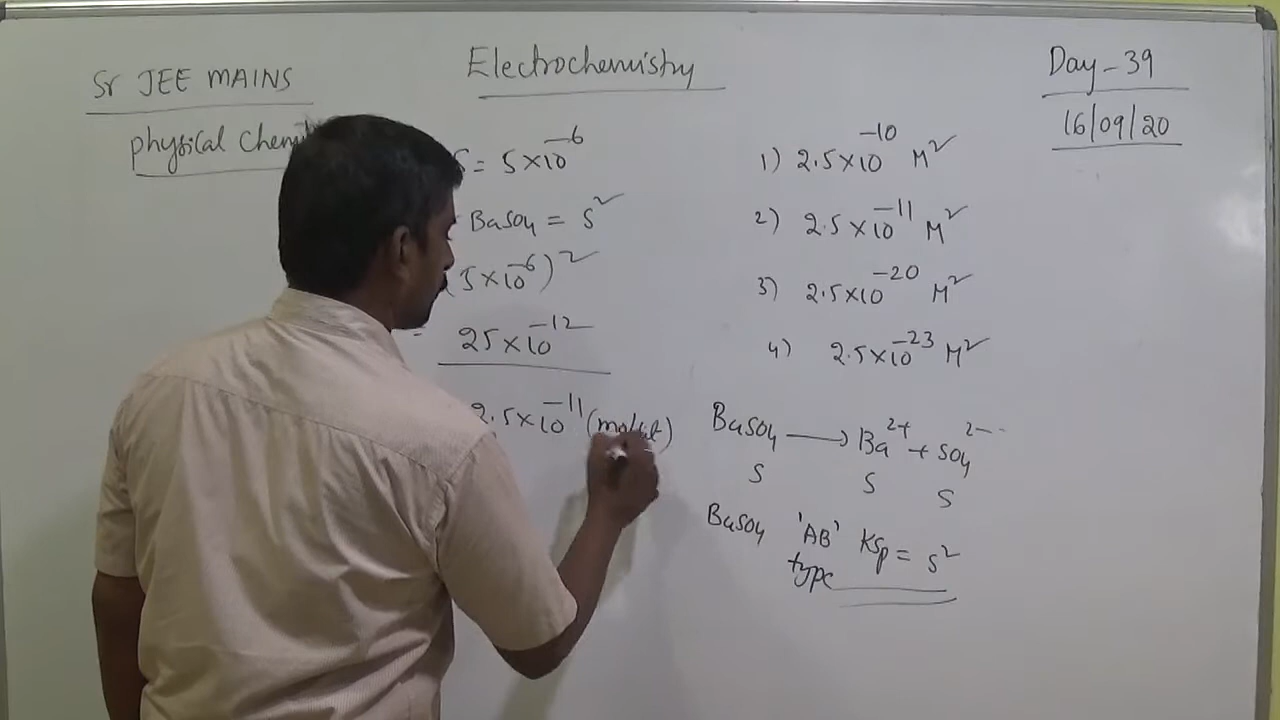 Sr JEE MAINS
Electrochemistry
Day-39
16/09/20
physical
S = 5×10⁻⁶
BaSO₄ = S²
(5×10⁻⁶)²
= 25×10⁻¹²
2.5×10⁻¹¹
1) 2.5×10⁻¹⁰ M²
2) 2.5×10⁻¹¹ M²
3) 2.5×10⁻²⁰ M²
4) 2.5×10⁻²³ M²
BaSO₄ → Ba²⁺ + SO₄²⁻
S S S
BaSO₄ 'AB' Ksp = S²
type